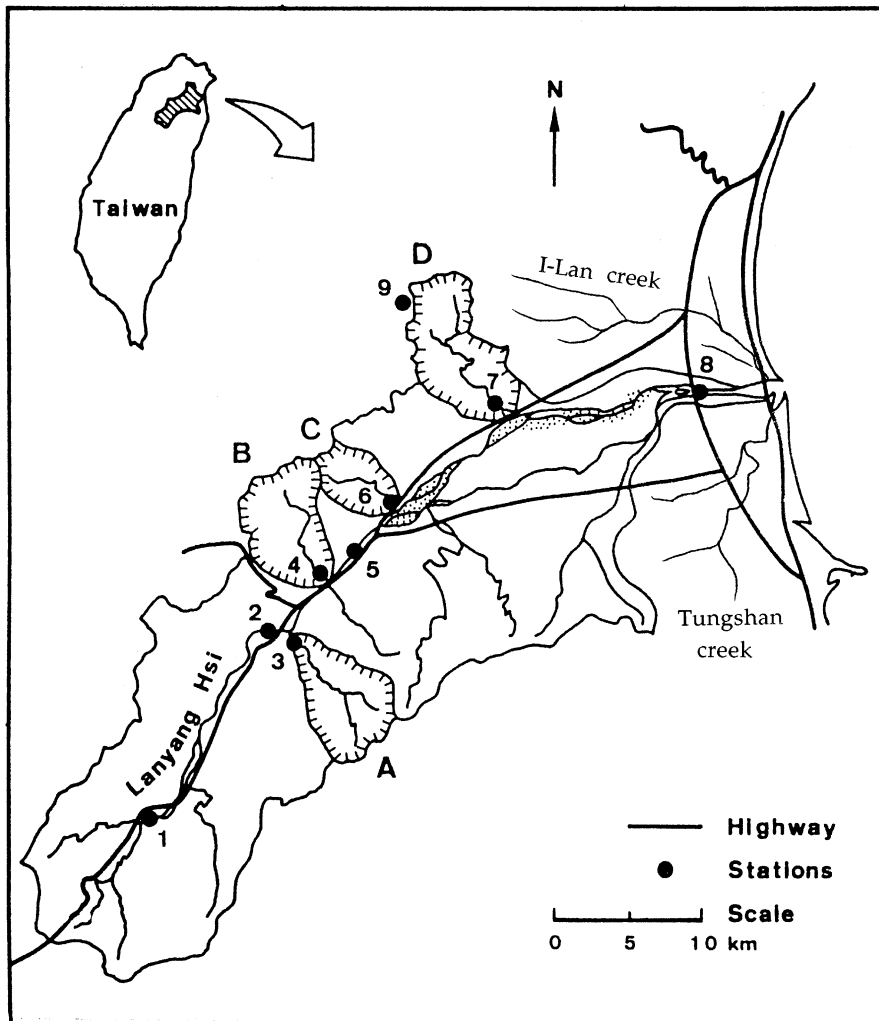 Taiwan
N
D
9
I-Lan creek
7
8
C
B
6
4
5
2
3
Tungshan
creek
Lanyang Hsi
A
1
Highway
Stations
Scale
0 5 10 km